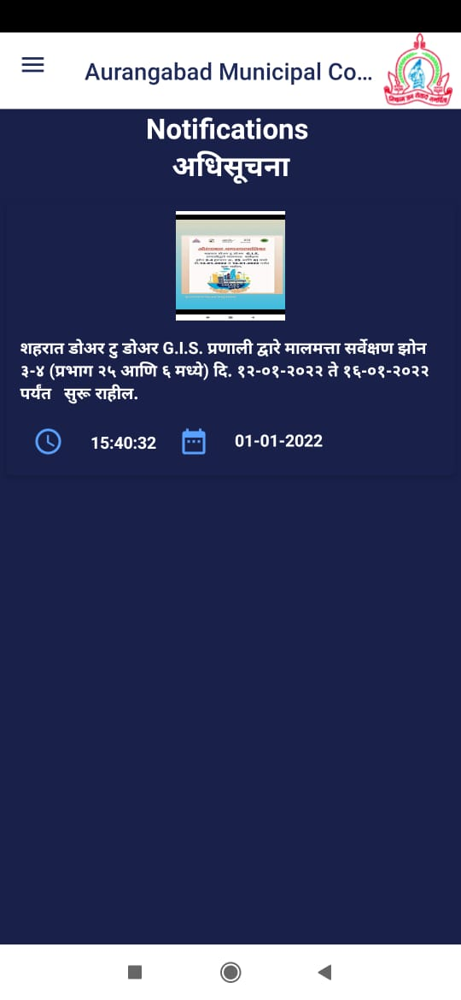 Aurangabad Municipal Co...
Notifications
अधिसूचना
शहरात डोअर टु डोअर G.I.S. प्रणाली द्वारे मालमत्ता सर्वेक्षण झोन
३-४ (प्रभाग २५ आणि ६ मध्ये) दि. १२-०१-२०२२ ते १६-०१-२०२२
पर्यंत सुरू राहील.
15:40:32
01-01-2022